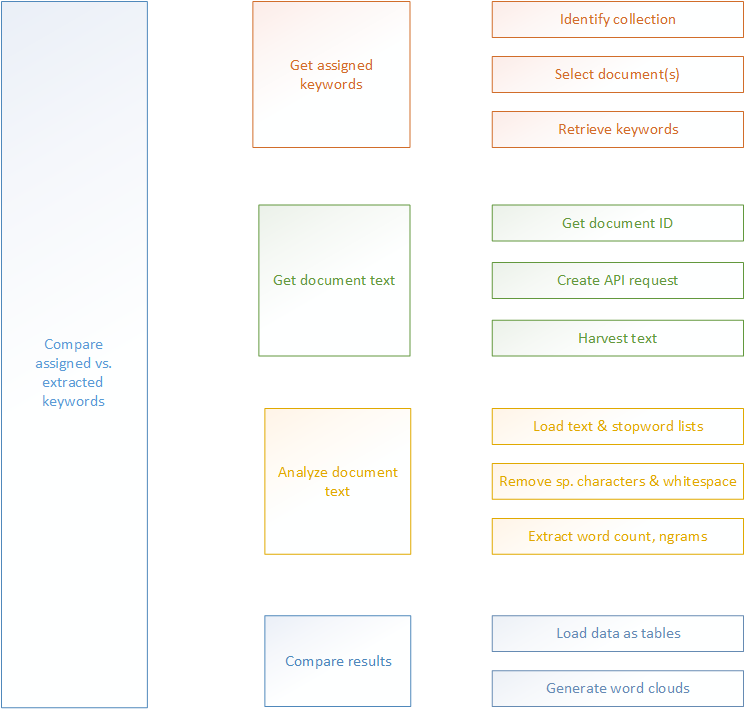 Compare
assigned vs.
extracted
keywords
Get assigned
keywords
Identify collection
Select document(s)
Retrieve keywords
Get document text
Get document ID
Create API request
Harvest text
Analyze document
text
Load text & stopword lists
Remove sp. characters & whitespace
Extract word count, ngrams
Compare results
Load data as tables
Generate word clouds